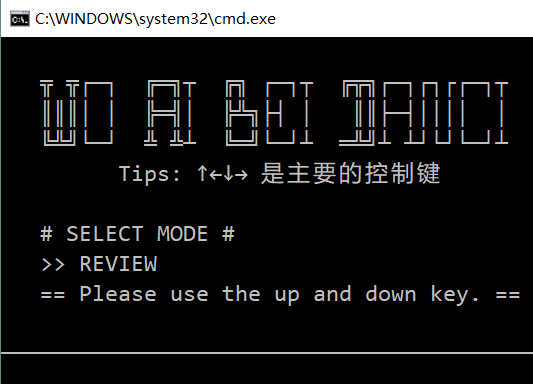 C:\WINDOWS\system32\cmd.exe
WO AI BEI DANCI
Tips: ↑←↓→ 是主要的控制键
# SELECT MODE #
>> REVIEW
== Please use the up and down key. ==